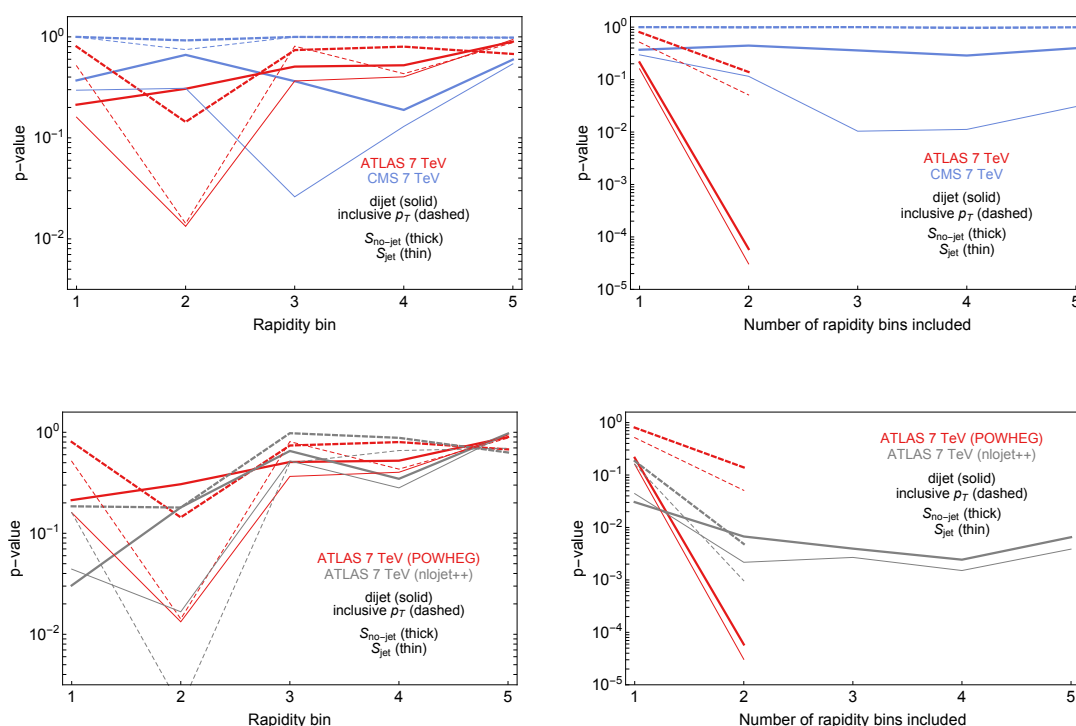 10^0
10^-1
10^-2
p-value
1 2 3 4 5
Rapidity bin
ATLAS 7 TeV
CMS 7 TeV
dijet (solid)
inclusive p_T (dashed)
S_no-jet (thick)
S_jet (thin)
10^0
10^-1
10^-2
10^-3
10^-4
10^-5
p-value
1 2 3 4 5
Number of rapidity bins included
ATLAS 7 TeV
CMS 7 TeV
dijet (solid)
inclusive p_T (dashed)
S_no-jet (thick)
S_jet (thin)
10^0
10^-1
10^-2
p-value
1 2 3 4 5
Rapidity bin
ATLAS 7 TeV (POWHEG)
ATLAS 7 TeV (nlojet++)
dijet (solid)
inclusive p_T (dashed)
S_no-jet (thick)
S_jet (thin)
10^0
10^-1
10^-2
10^-3
10^-4
10^-5
p-value
1 2 3 4 5
Number of rapidity bins included
ATLAS 7 TeV (POWHEG)
ATLAS 7 TeV (nlojet++)
dijet (solid)
inclusive p_T (dashed)
S_no-jet (thick)
S_jet (thin)